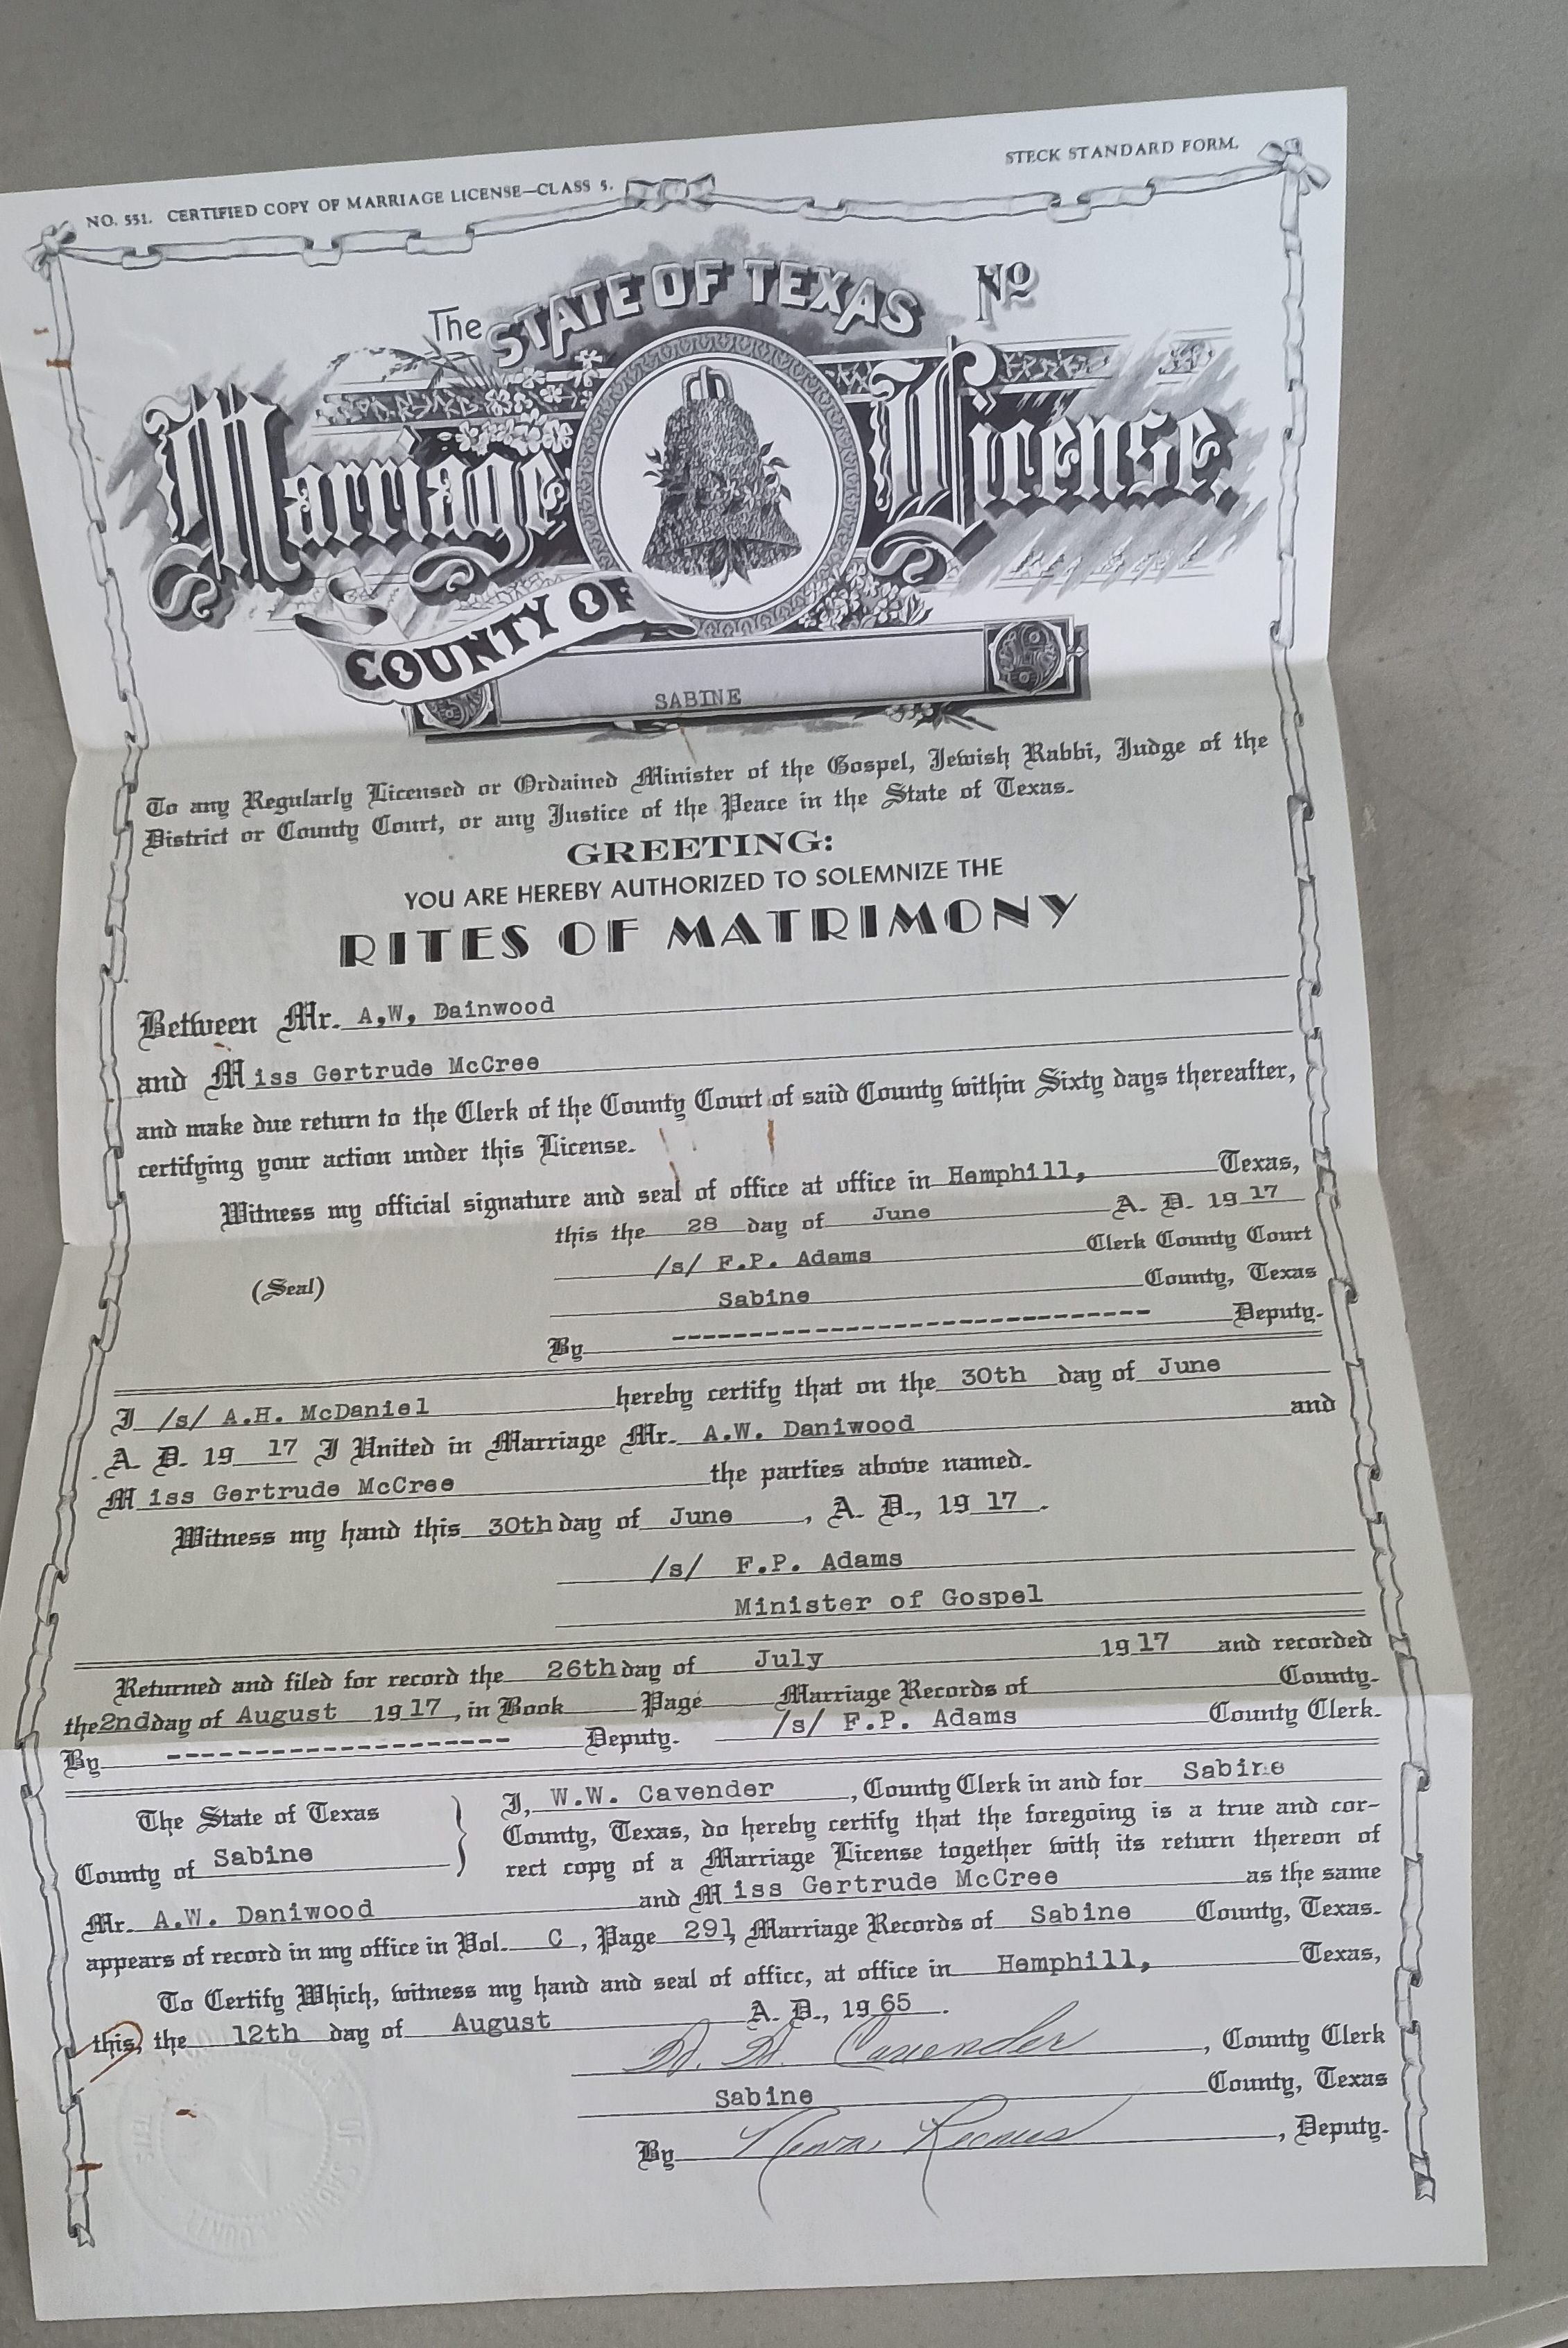 NO. 551. CERTIFIED COPY OF MARRIAGE LICENSE—CLASS 5.
STECK STANDARD FORM.
The STATE OF TEXAS
No
Marriage License.
COUNTY OF
SABINE
To any Regularly Licensed or Ordained Minister of the Gospel, Jewish Rabbi, Judge of the
District or County Court, or any Justice of the Peace in the State of Texas.
GREETING:
YOU ARE HEREBY AUTHORIZED TO SOLEMNIZE THE
RITES OF MATRIMONY
Between Mr. A,W, Dainwood
and Miss Gertrude McCree
and make due return to the Clerk of the County Court of said County within Sixty days thereafter,
certifying your action under this License.
Witness my official signature and seal of office at office in Hemphill, Texas,
this the 28 day of June A. D. 19 17
/s/ F.P. Adams Clerk County Court
(Seal)
Sabine County, Texas
By ------------------------------- Deputy.
I /s/ A.H. McDaniel hereby certify that on the 30th day of June
A. D. 19 17 I United in Marriage Mr. A.W. Daniwood and
Miss Gertrude McCree the parties above named.
Witness my hand this 30th day of June, A. D., 19 17.
/s/ F.P. Adams
Minister of Gospel
Returned and filed for record the 26th day of July 19 17 and recorded
the 2nd day of August 19 17, in Book Page Marriage Records of County.
By -------------------- Deputy. /s/ F.P. Adams County Clerk.
The State of Texas
County of Sabine
I, W.W. Cavender, County Clerk in and for Sabine
County, Texas, do hereby certify that the foregoing is a true and cor-
rect copy of a Marriage License together with its return thereon of
Mr. A.W. Daniwood and Miss Gertrude McCree as the same
appears of record in my office in Vol. C, Page 291, Marriage Records of Sabine County, Texas.
To Certify Which, witness my hand and seal of office, at office in Hemphill, Texas,
this, the 12th day of August A. D., 19 65.
W. W. Cavender, County Clerk
Sabine County, Texas
By , Deputy.
OF SABINE COUNTY TEXAS